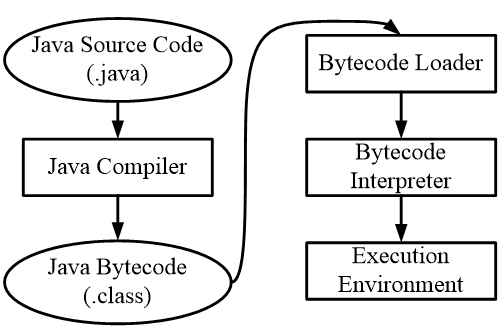 Java Source Code
(.java)
Java Compiler
Java Bytecode
(.class)
Bytecode Loader
Bytecode
Interpreter
Execution
Environment